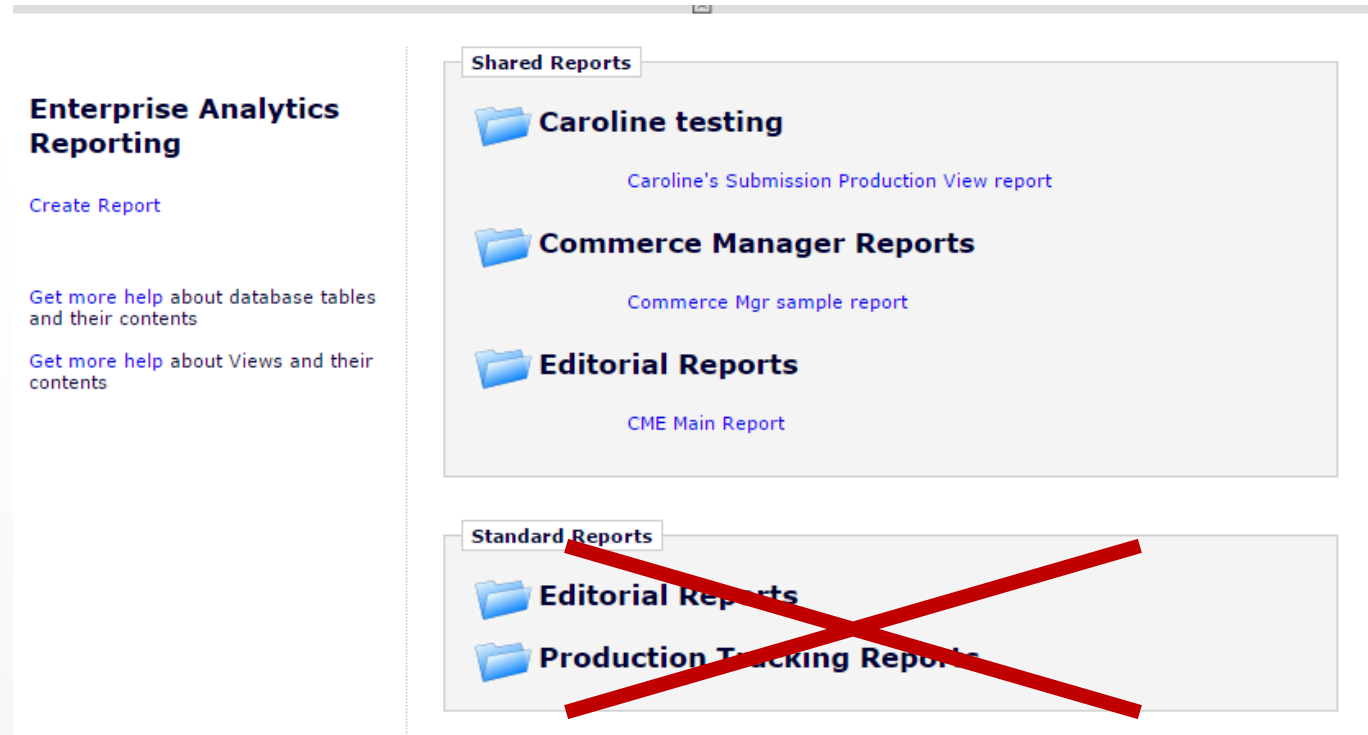 Enterprise Analytics
Reporting
Create Report
Get more help about database tables
and their contents
Get more help about Views and their
contents
Shared Reports
Caroline testing
Caroline's Submission Production View report
Commerce Manager Reports
Commerce Mgr sample report
Editorial Reports
CME Main Report
Standard Reports
Editorial Reports
Production Tracking Reports